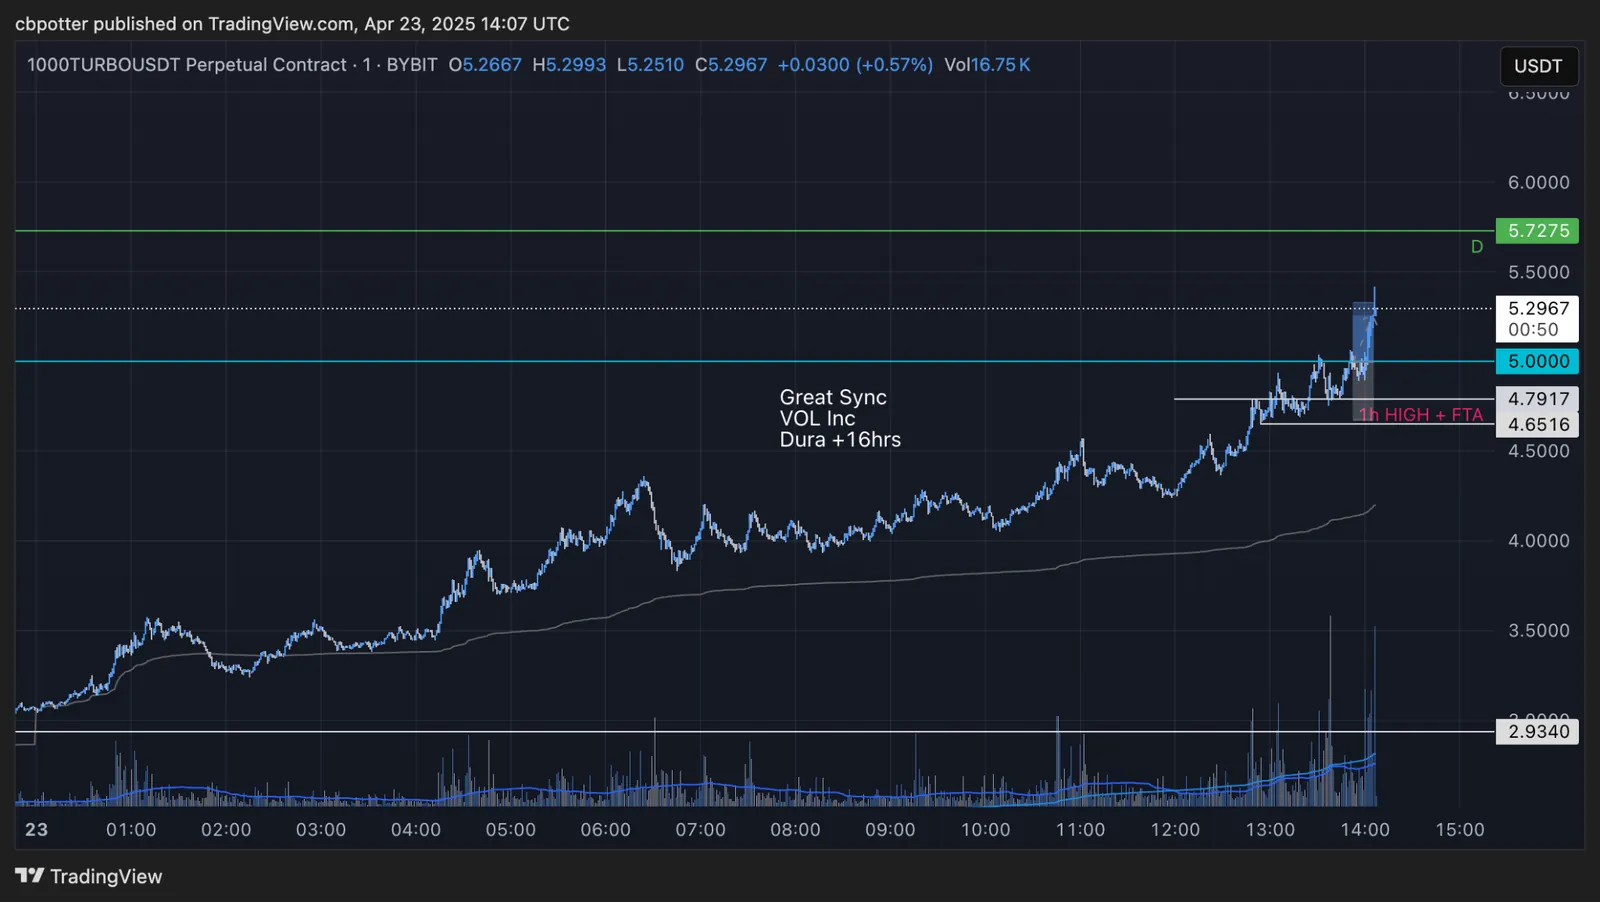 cbpotter published on TradingView.com, Apr 23, 2025 14:07 UTC
1000TURBOUSDT Perpetual Contract · 1 · BYBIT O5.2667 H5.2993 L5.2510 C5.2967 +0.0300 (+0.57%) Vol16.75 K
USDT
6.5000
6.0000
5.7275
D
5.5000
5.2967
00:50
5.0000
Great Sync
VOL Inc
Dura +16hrs
4.7917
1h HIGH + FTA
4.6516
4.5000
4.0000
3.5000
3.0000
2.9340
23 01:00 02:00 03:00 04:00 05:00 06:00 07:00 08:00 09:00 10:00 11:00 12:00 13:00 14:00 15:00
TradingView